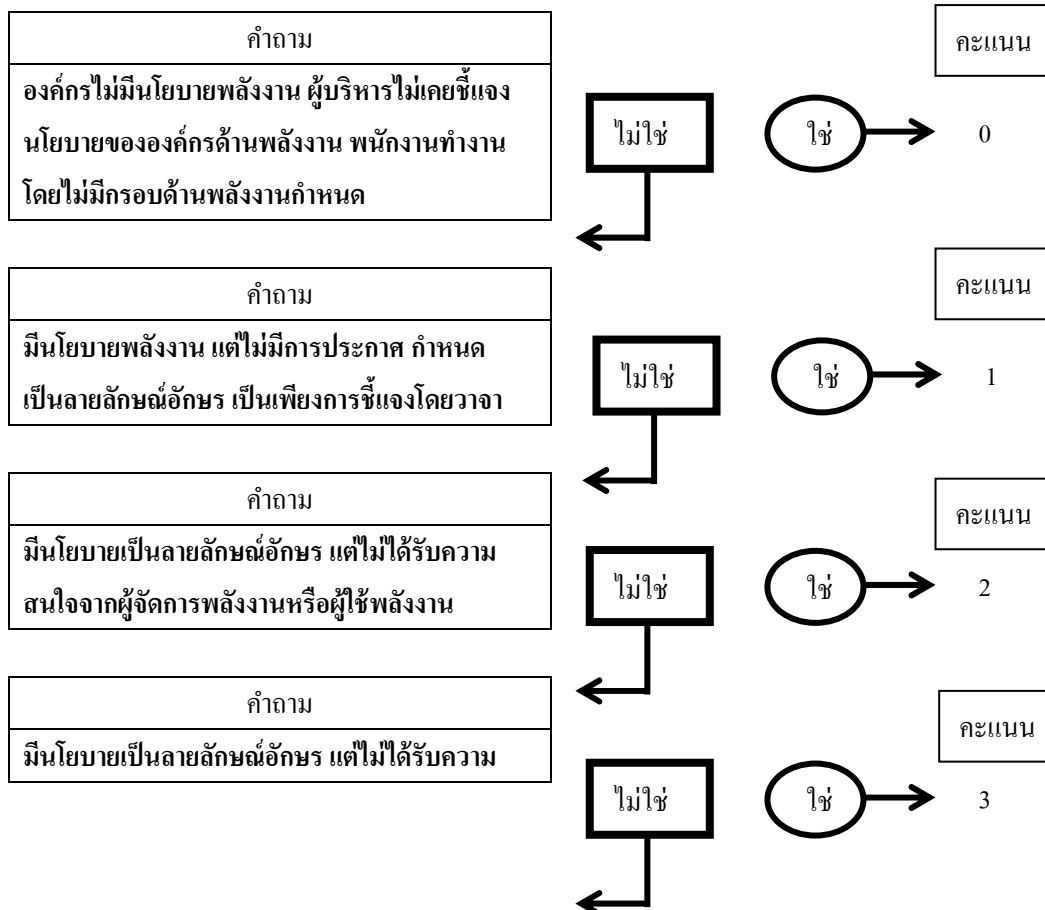 คำถาม
คะแนน
องค์กรไม่มีนโยบายพลังงาน ผู้บริหารไม่เคยชี้แจง
นโยบายขององค์กรด้านพลังงาน พนักงานทำงาน
โดยไม่มีกรอบด้านพลังงานกำหนด
ไม่ใช่
ใช่
0
คำถาม
คะแนน
มีนโยบายพลังงาน แต่ไม่มีการประกาศ กำหนด
เป็นลายลักษณ์อักษร เป็นเพียงการชี้แจงโดยวาจา
ไม่ใช่
ใช่
1
คำถาม
คะแนน
มีนโยบายเป็นลายลักษณ์อักษร แต่ไม่ได้รับความ
สนใจจากผู้จัดการพลังงานหรือผู้ใช้พลังงาน
ไม่ใช่
ใช่
2
คำถาม
คะแนน
มีนโยบายเป็นลายลักษณ์อักษร แต่ไม่ได้รับความ
ไม่ใช่
ใช่
3